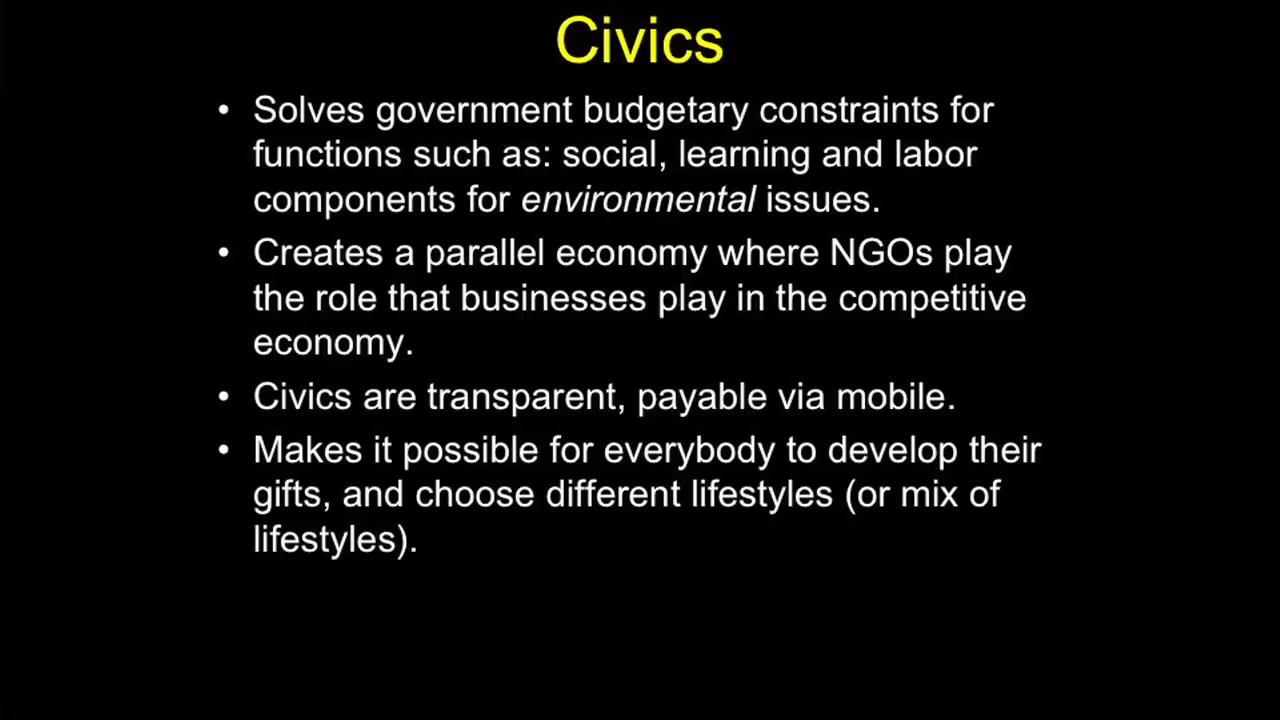 Civics
• Solves government budgetary constraints for
functions such as: social, learning and labor
components for environmental issues.
• Creates a parallel economy where NGOs play
the role that businesses play in the competitive
economy.
• Civics are transparent, payable via mobile.
• Makes it possible for everybody to develop their
gifts, and choose different lifestyles (or mix of
lifestyles).